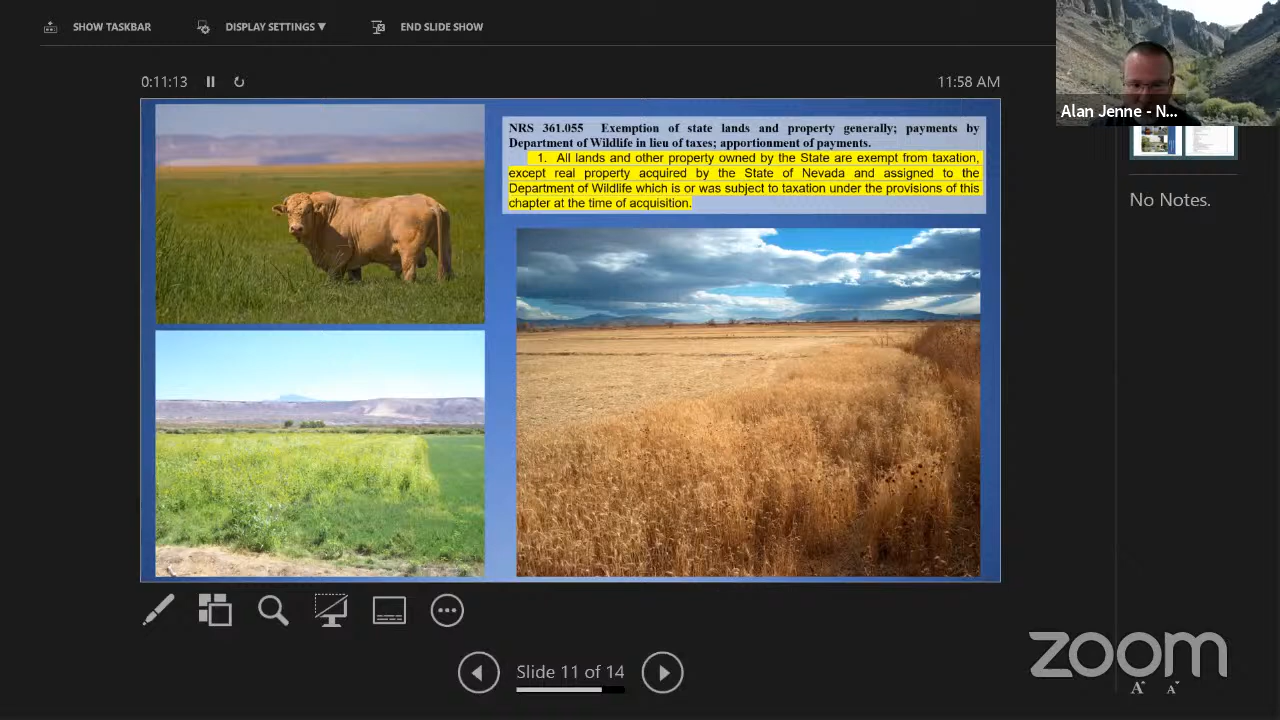 SHOW TASKBAR DISPLAY SETTINGS ▼ END SLIDE SHOW
0:11:13 11:58 AM
Alan Jenne - N...
NRS 361.055 Exemption of state lands and property generally; payments by
Department of Wildlife in lieu of taxes; apportionment of payments.
1. All lands and other property owned by the State are exempt from taxation,
except real property acquired by the State of Nevada and assigned to the
Department of Wildlife which is or was subject to taxation under the provisions of this
chapter at the time of acquisition.
No Notes.
Slide 11 of 14
zoom
A A